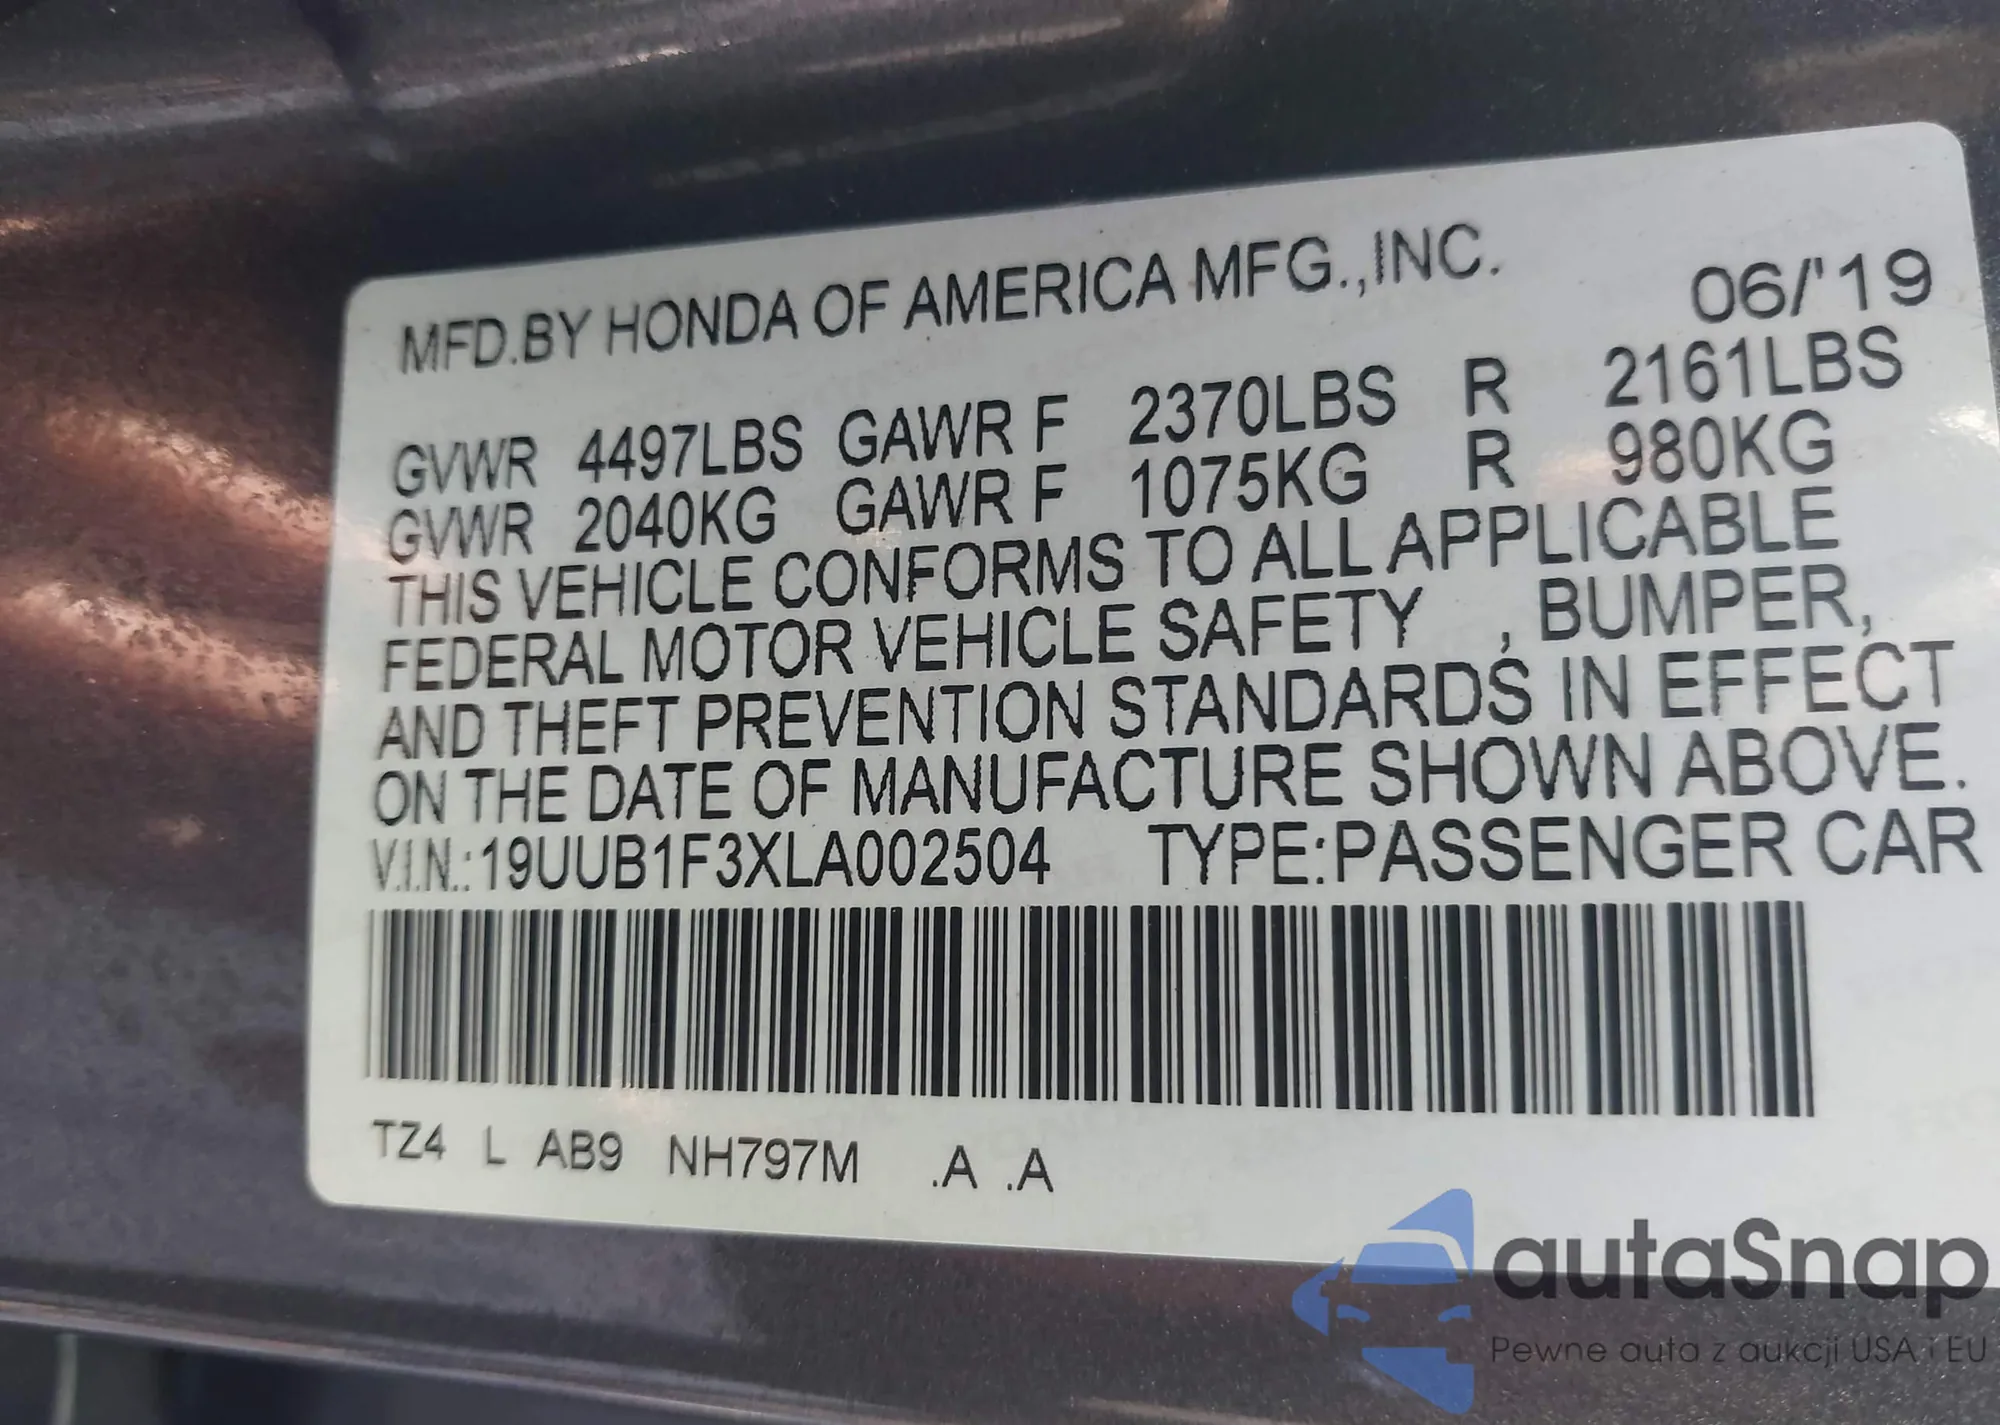 MFD.BY HONDA OF AMERICA MFG.,INC. 06/'19
GVWR 4497LBS GAWR F 2370LBS R 2161LBS
GVWR 2040KG GAWR F 1075KG R 980KG
THIS VEHICLE CONFORMS TO ALL APPLICABLE
FEDERAL MOTOR VEHICLE SAFETY , BUMPER,
AND THEFT PREVENTION STANDARDS IN EFFECT
ON THE DATE OF MANUFACTURE SHOWN ABOVE.
V.I.N.:19UUB1F3XLA002504 TYPE:PASSENGER CAR
TZ4 L AB9 NH797M .A .A
autaSnap
Pewne auta z aukcji USA i EU